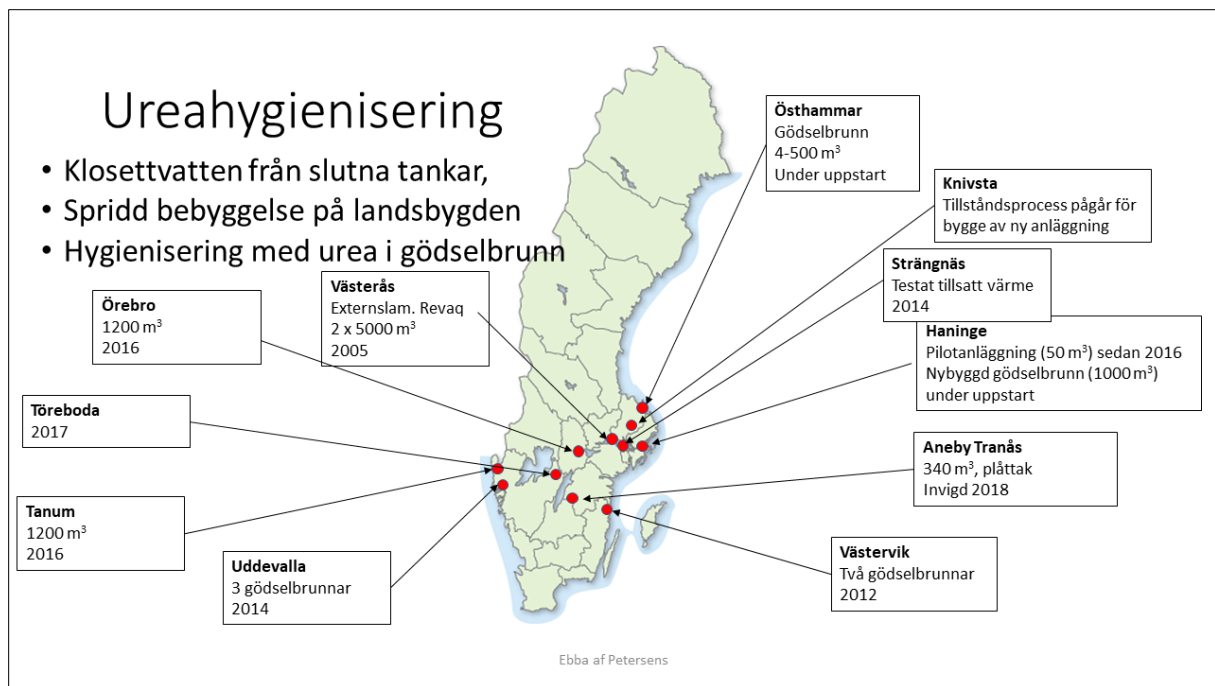 Ureahygienisering
• Klosettvatten från slutna tankar,
• Spridd bebyggelse på landsbygden
• Hygienisering med urea i gödselbrunn
Östhammar
Gödselbrunn
4-500 m³
Under uppstart
Knivsta
Tillståndsprocess pågår för
bygge av ny anläggning
Strängnäs
Testat tillsatt värme
2014
Haninge
Pilotanläggning (50 m³) sedan 2016
Nybyggd gödselbrunn (1000 m³)
under uppstart
Västerås
Externslam. Revaq
2 x 5000 m³
2005
Örebro
1200 m³
2016
Töreboda
2017
Tanum
1200 m³
2016
Uddevalla
3 gödselbrunnar
2014
Aneby Tranås
340 m³, plåttak
Invigd 2018
Västervik
Två gödselbrunnar
2012
Ebba af Petersens